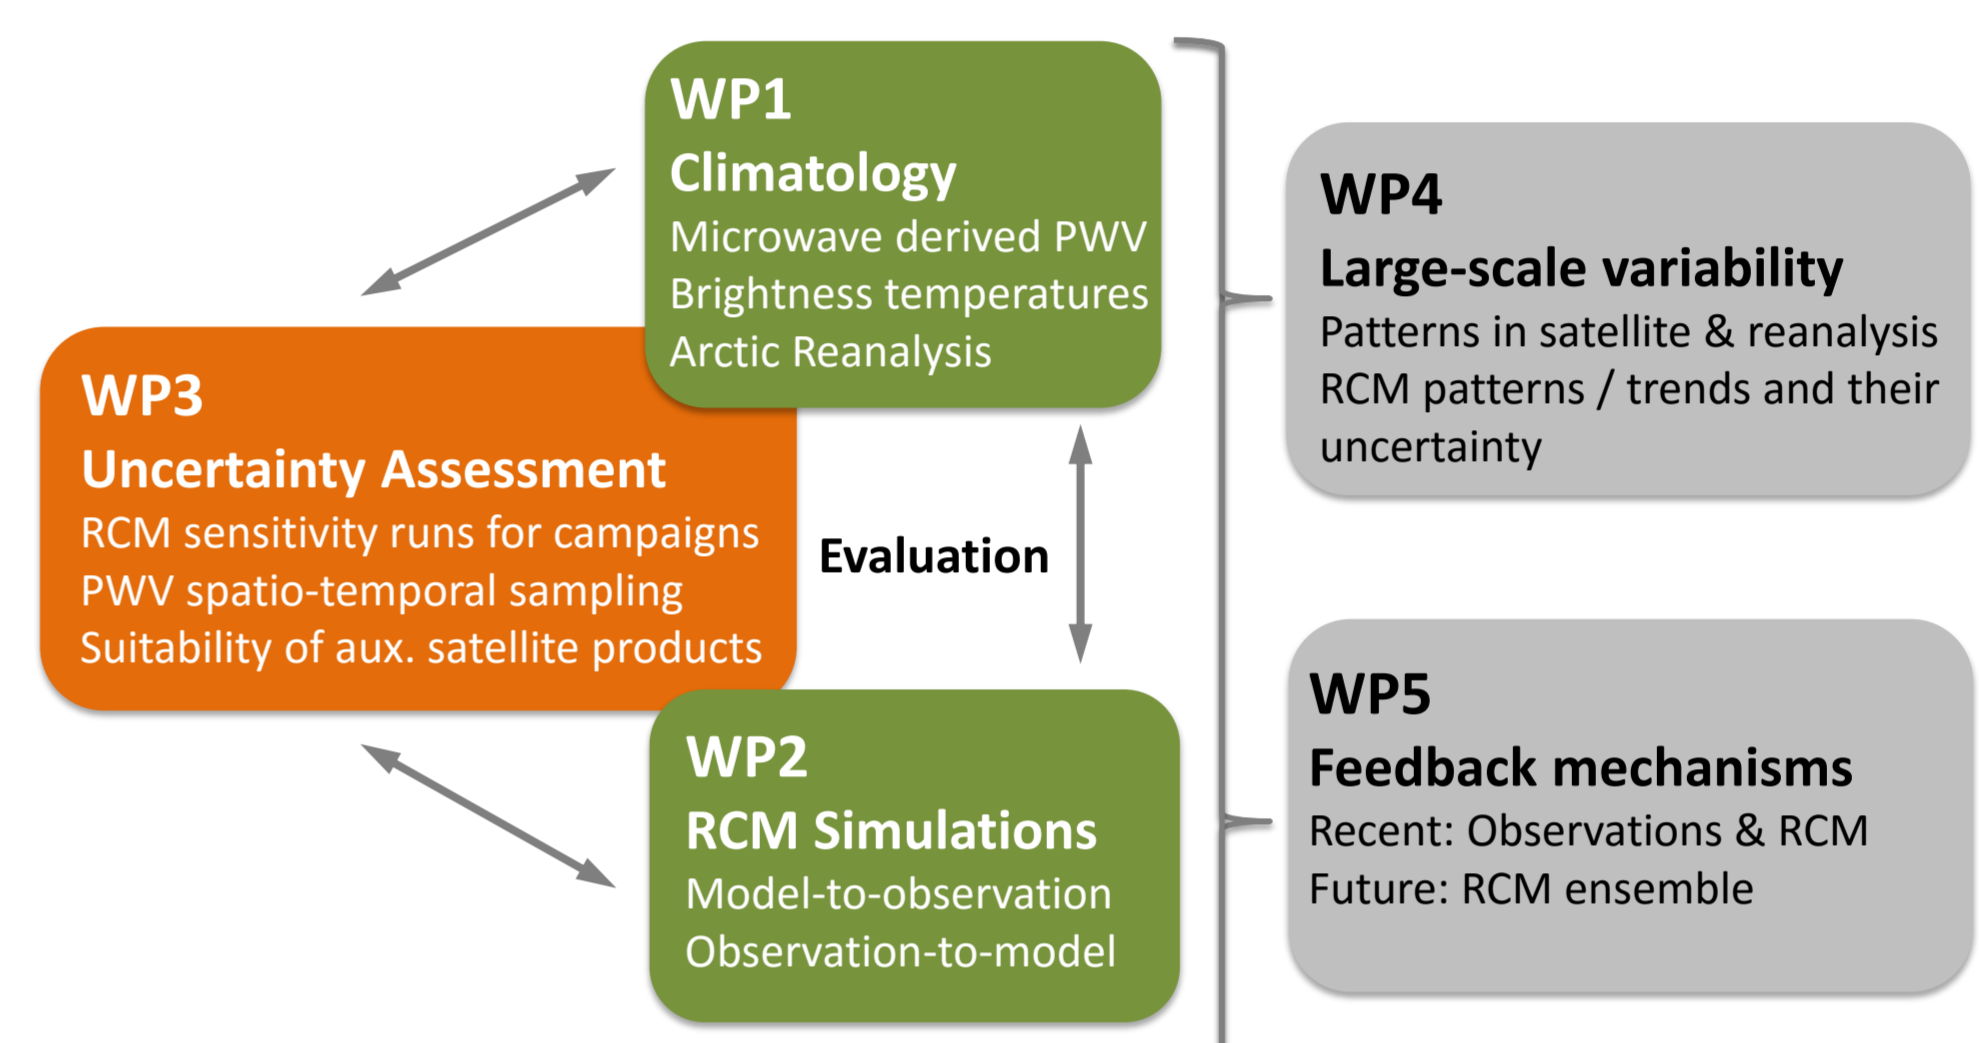 WP1
Climatology
Microwave derived PWV
Brightness temperatures
Arctic Reanalysis
WP3
Uncertainty Assessment
RCM sensitivity runs for campaigns
PWV spatio-temporal sampling
Suitability of aux. satellite products
Evaluation
WP2
RCM Simulations
Model-to-observation
Observation-to-model
WP4
Large-scale variability
Patterns in satellite & reanalysis
RCM patterns / trends and their
uncertainty
WP5
Feedback mechanisms
Recent: Observations & RCM
Future: RCM ensemble